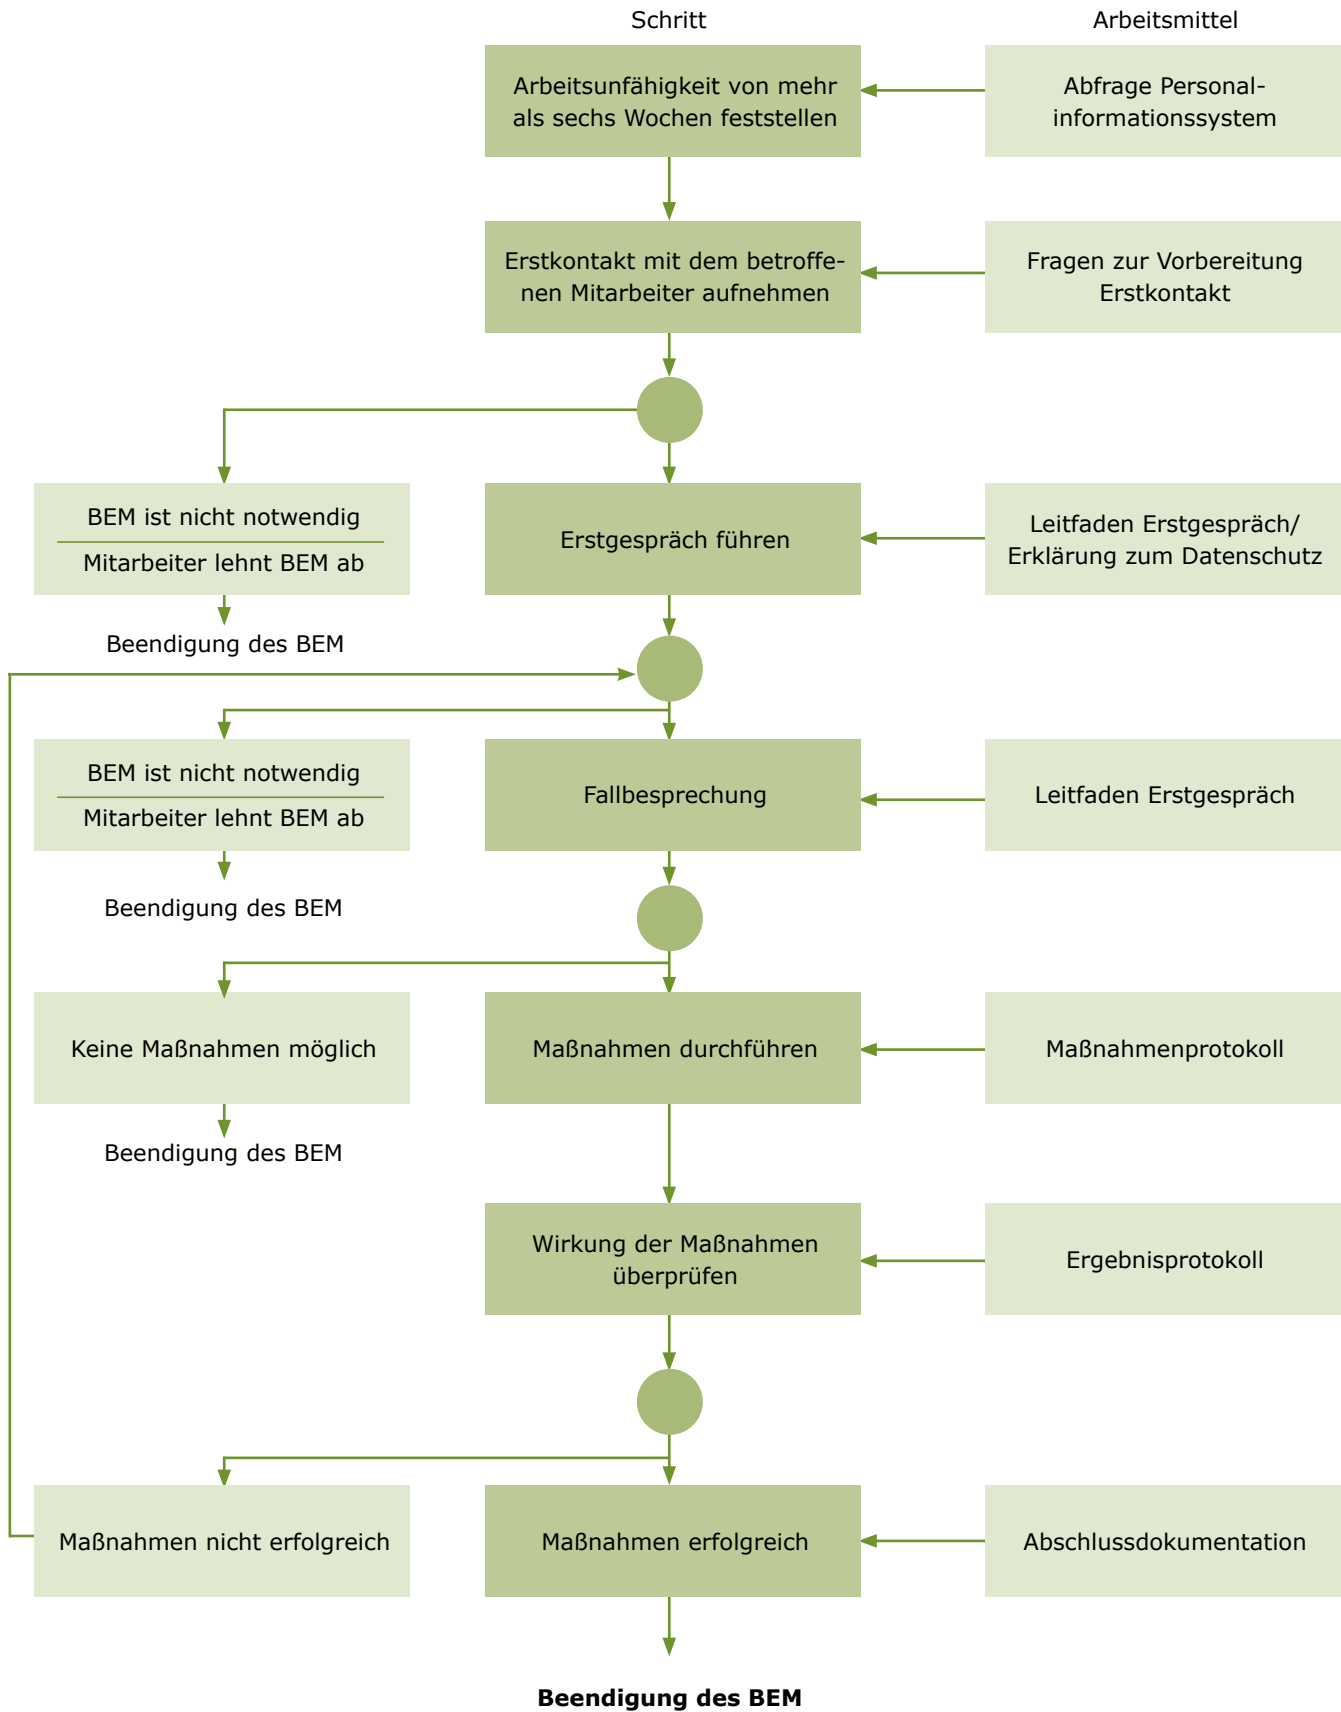 Schritt
Arbeitsmittel
Arbeitsunfähigkeit von mehr
als sechs Wochen feststellen
Abfrage Personal-
informationssystem
Erstkontakt mit dem betroffe-
nen Mitarbeiter aufnehmen
Fragen zur Vorbereitung
Erstkontakt
BEM ist nicht notwendig
Mitarbeiter lehnt BEM ab
Erstgespräch führen
Leitfaden Erstgespräch/
Erklärung zum Datenschutz
Beendigung des BEM
BEM ist nicht notwendig
Mitarbeiter lehnt BEM ab
Fallbesprechung
Leitfaden Erstgespräch
Beendigung des BEM
Keine Maßnahmen möglich
Maßnahmen durchführen
Maßnahmenprotokoll
Beendigung des BEM
Wirkung der Maßnahmen
überprüfen
Ergebnisprotokoll
Maßnahmen nicht erfolgreich
Maßnahmen erfolgreich
Abschlussdokumentation
Beendigung des BEM